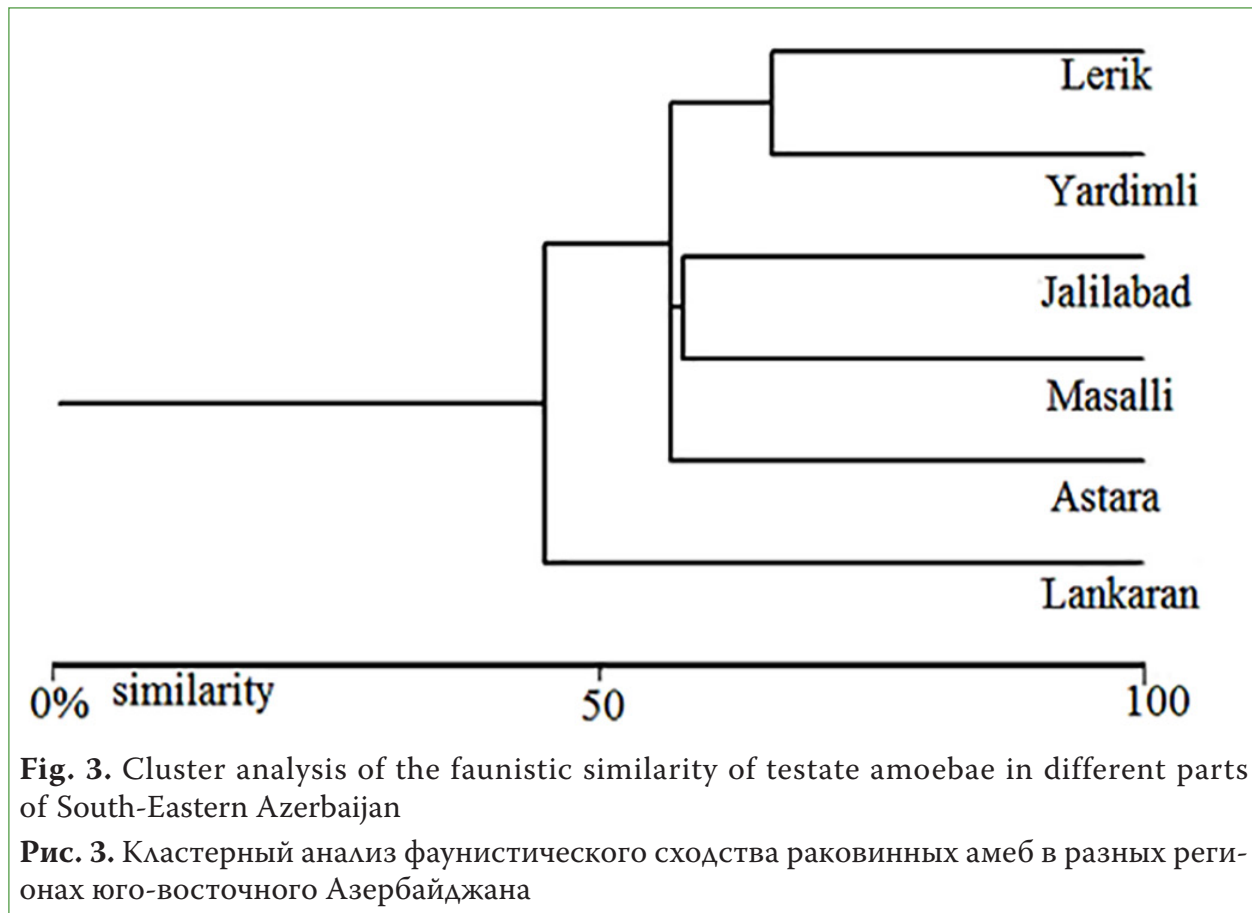 Lerik
Yardimli
Jalilabad
Masalli
Astara
Lankaran
0% similarity 50 100
Fig. 3. Cluster analysis of the faunistic similarity of testate amoebae in different parts
of South-Eastern Azerbaijan
Рис. 3. Кластерный анализ фаунистического сходства раковинных амеб в разных реги-
онах юго-восточного Азербайджана